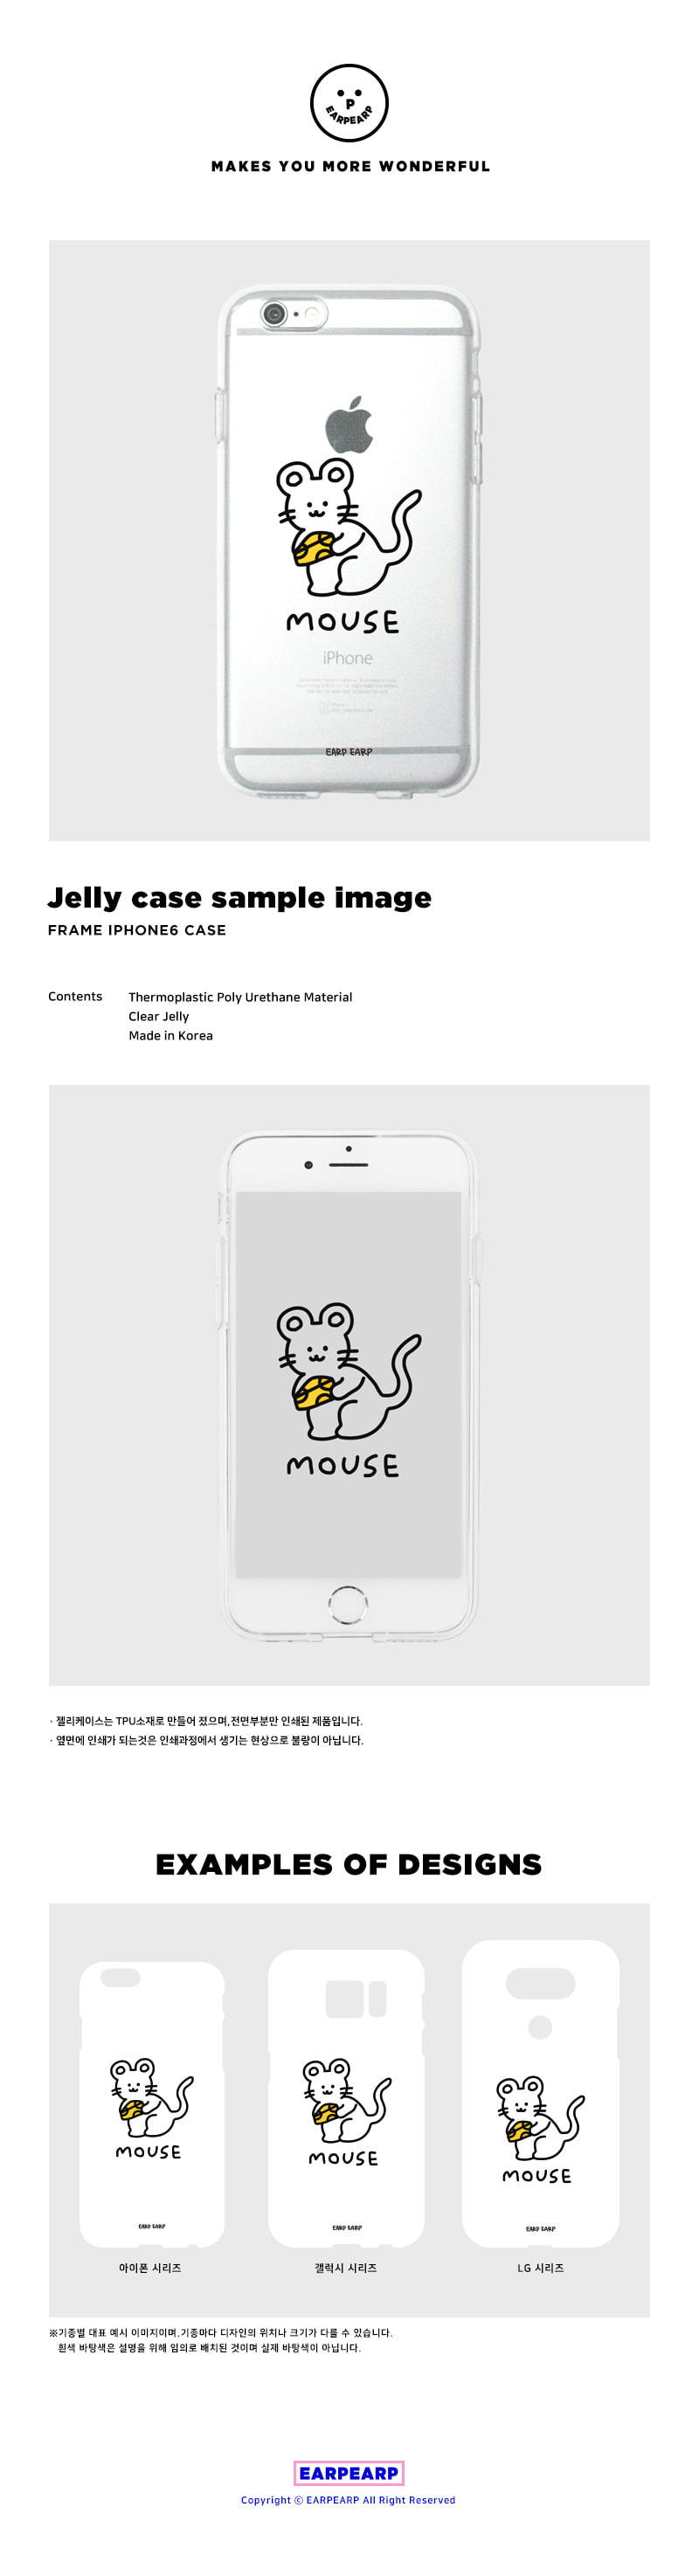 P
EARPEARP
MAKES YOU MORE WONDERFUL
MOUSE
iPhone
EARP EARP
Jelly case sample image
FRAME IPHONE6 CASE
Contents
Thermoplastic Poly Urethane Material
Clear Jelly
Made in Korea
MOUSE
· 젤리케이스는 TPU소재로 만들어 졌으며,전면부분만 인쇄된 제품입니다.
· 옆면에 인쇄가 되는것은 인쇄과정에서 생기는 현상으로 불량이 아닙니다.
EXAMPLES OF DESIGNS
MOUSE
MOUSE
MOUSE
EARP EARP
EARP EARP
EARP EARP
아이폰 시리즈
갤럭시 시리즈
LG 시리즈
※기종별 대표 예시 이미지이며,기종마다 디자인의 위치나 크기가 다를 수 있습니다.
흰색 바탕색은 설명을 위해 임의로 배치된 것이며 실제 바탕색이 아닙니다.
EARPEARP
Copyright ⓒ EARPEARP All Right Reserved